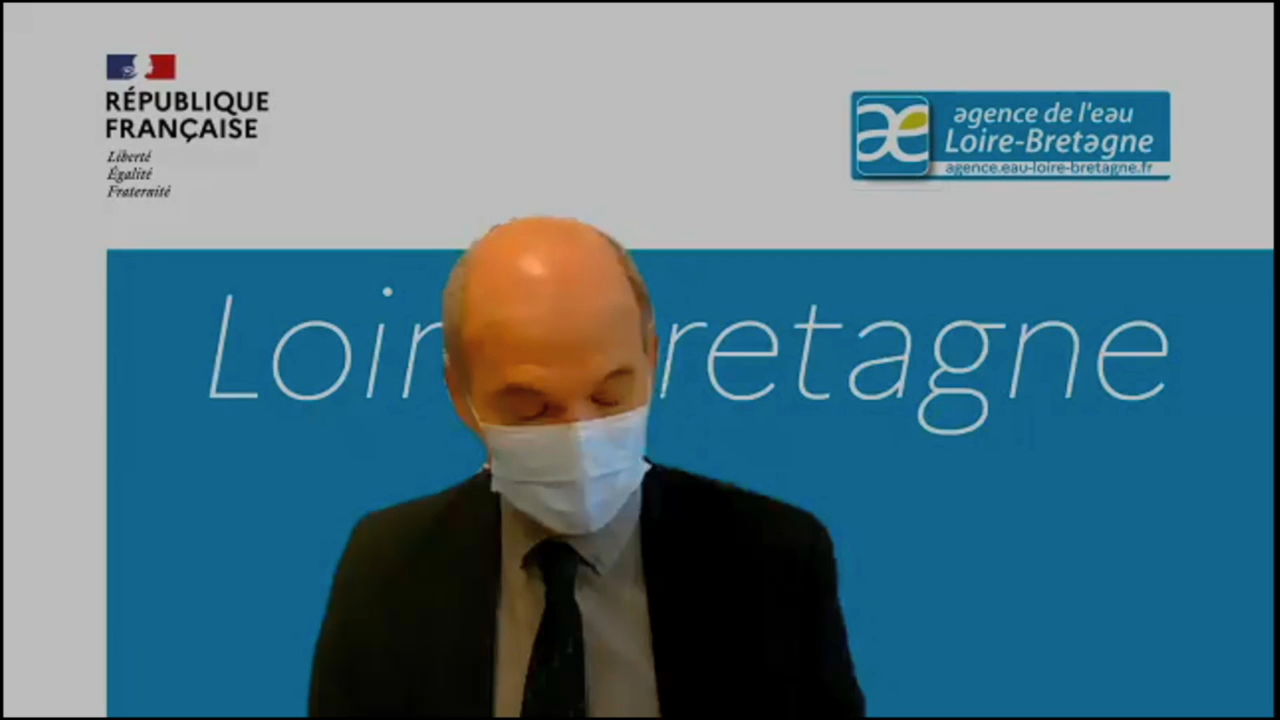 RÉPUBLIQUE
FRANÇAISE
Liberté
Égalité
Fraternité
agence de l'eau
Loire-Bretagne
agence.eau-loire-bretagne.fr
Loir retagne